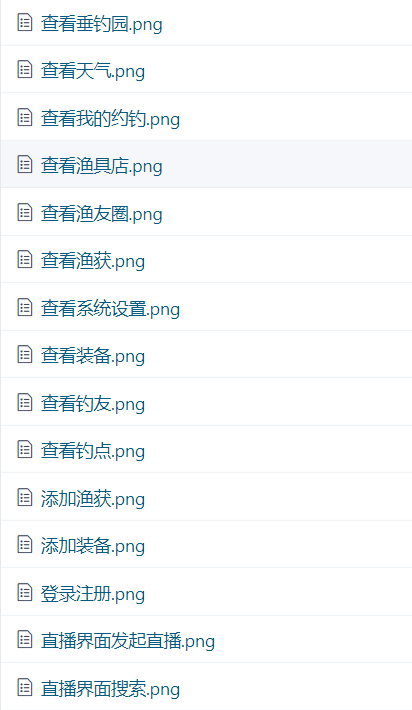 查看垂钓园.png
查看天气.png
查看我的约钓.png
查看渔具店.png
查看渔友圈.png
查看渔获.png
查看系统设置.png
查看装备.png
查看钓友.png
查看钓点.png
添加渔获.png
添加装备.png
登录注册.png
直播界面发起直播.png
直播界面搜索.png